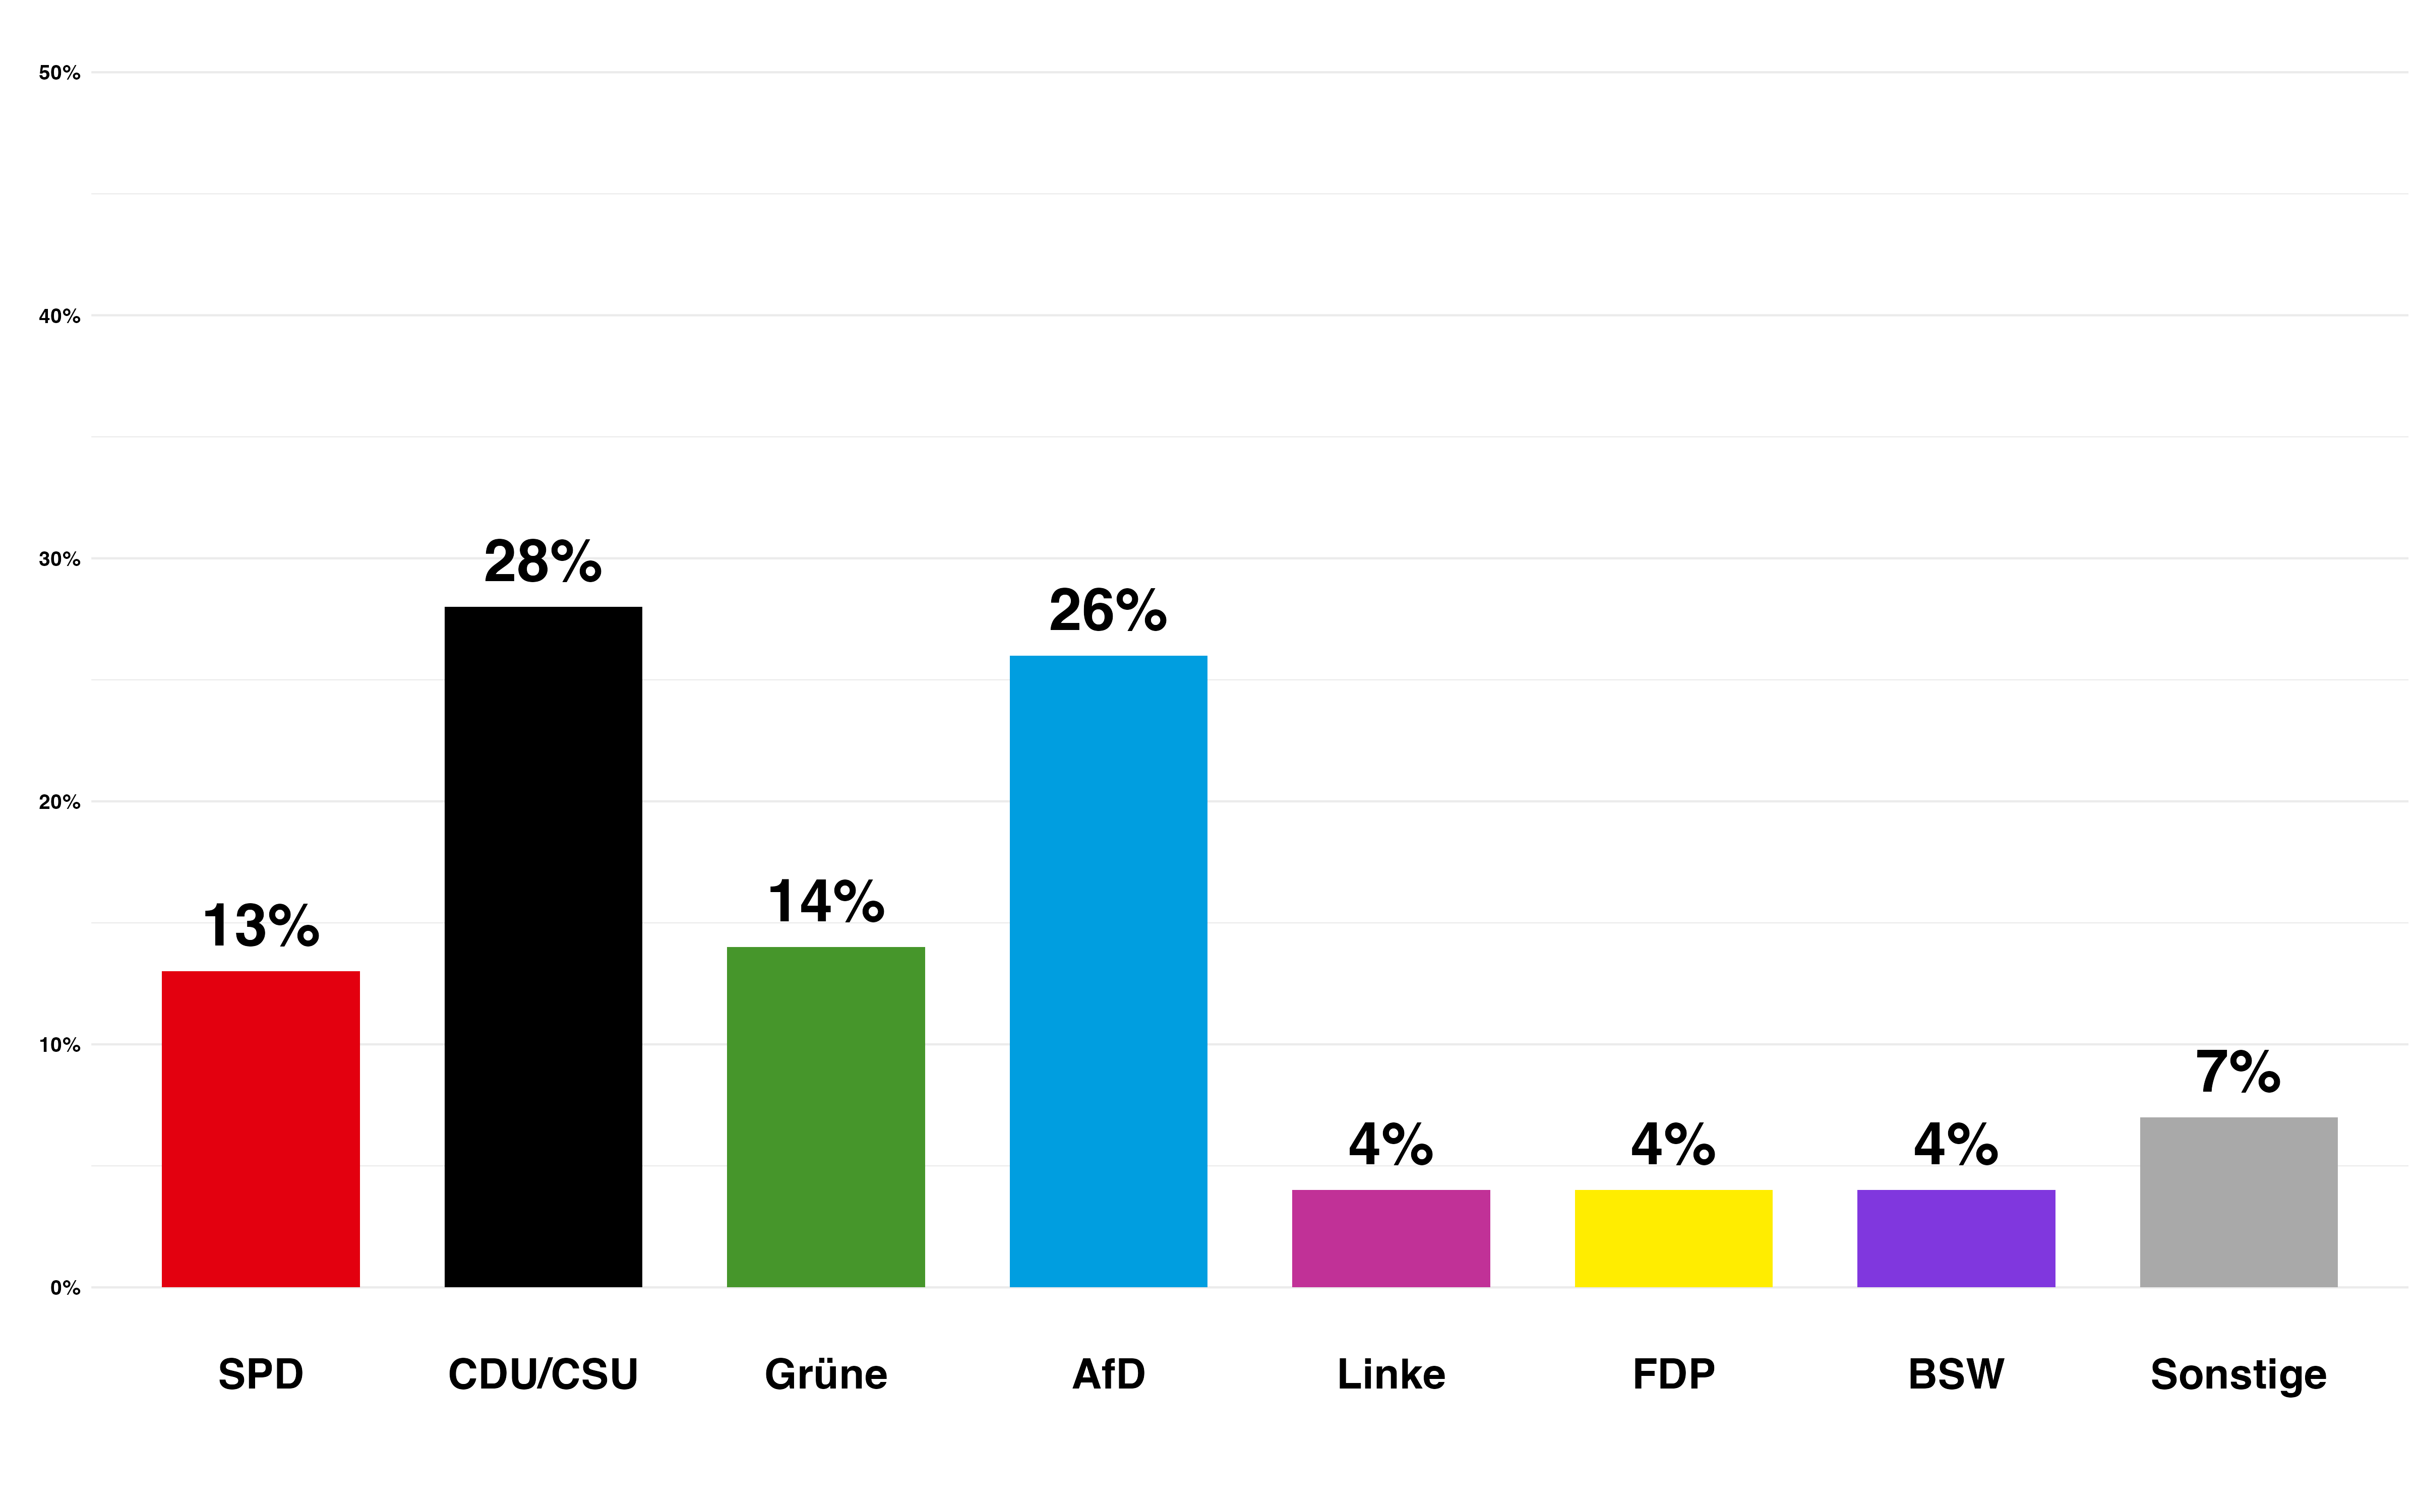 50%
40%
30%
20%
10%
0%
13%
28%
14%
26%
4%
4%
4%
7%
SPD
CDU/CSU
Grüne
AfD
Linke
FDP
BSW
Sonstige